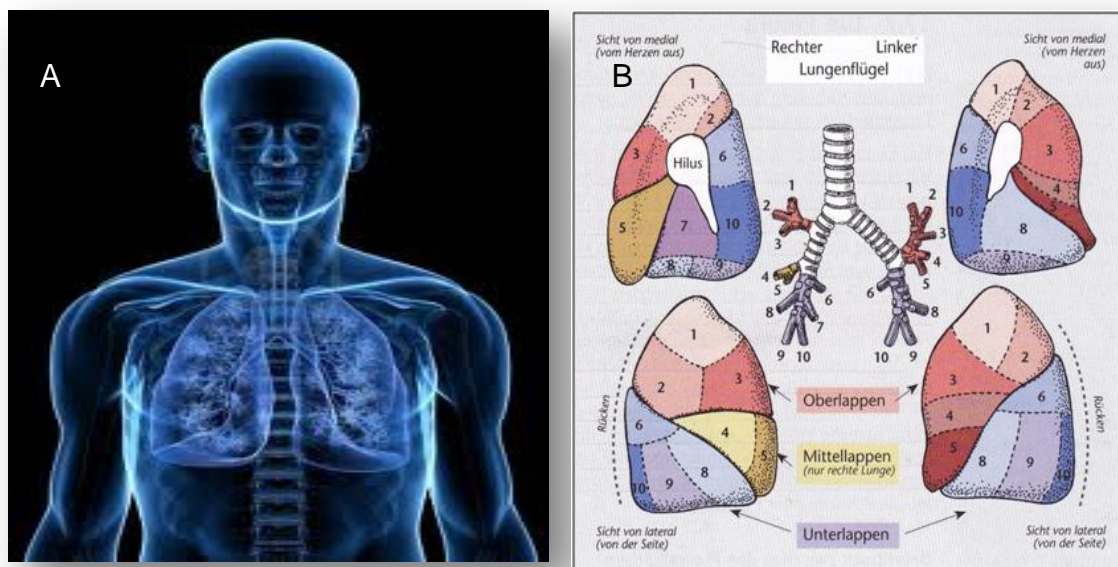 A
B
Sicht von medial
(vom Herzen aus)
Rechter Linker
Lungenflügel
Sicht von medial
(vom Herzen
aus)
1
2
3
Hilus
6
5
7
10
8
9
1
2
3
4
5
6
8
7
9 10
1
2
3
4
5
6
8
10 9
1
2
6
3
4
5
10
8
9
1
2
3
6
4
5
8
10
9
1
2
3
6
4
5
8
9
10
Oberlappen
Mittellappen
(nur rechte Lunge)
Unterlappen
Rücken
Rücken
Sicht von lateral
(von der Seite)
Sicht von lateral
(von der Seite)